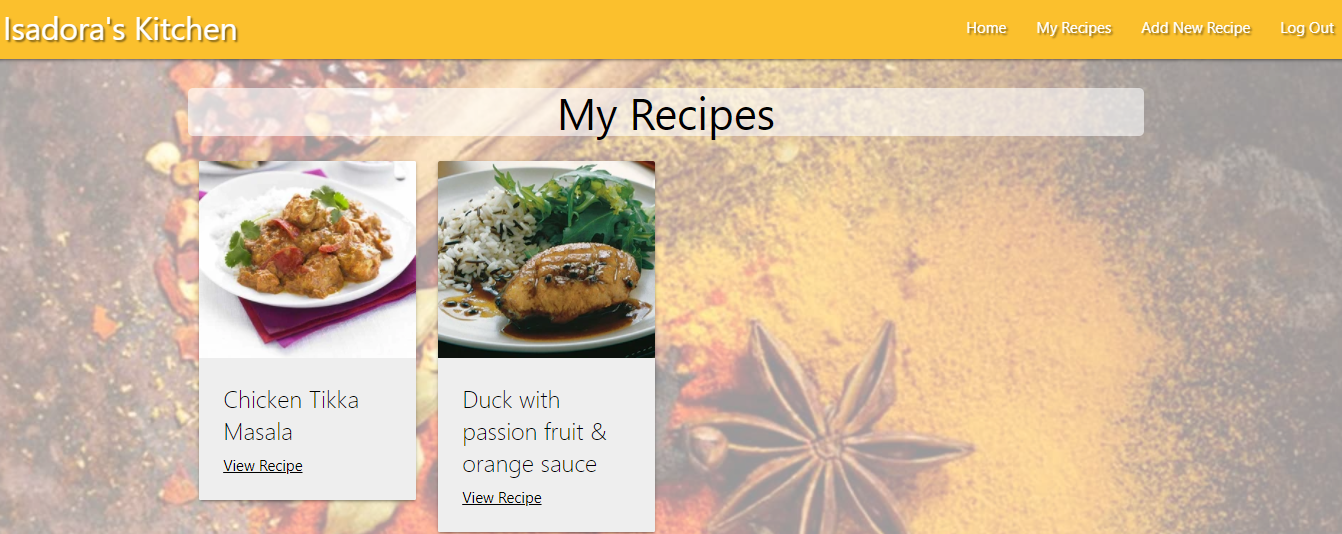 Isadora's Kitchen
Home My Recipes Add New Recipe Log Out
My Recipes
Chicken Tikka
Masala
View Recipe
Duck with
passion fruit &
orange sauce
View Recipe